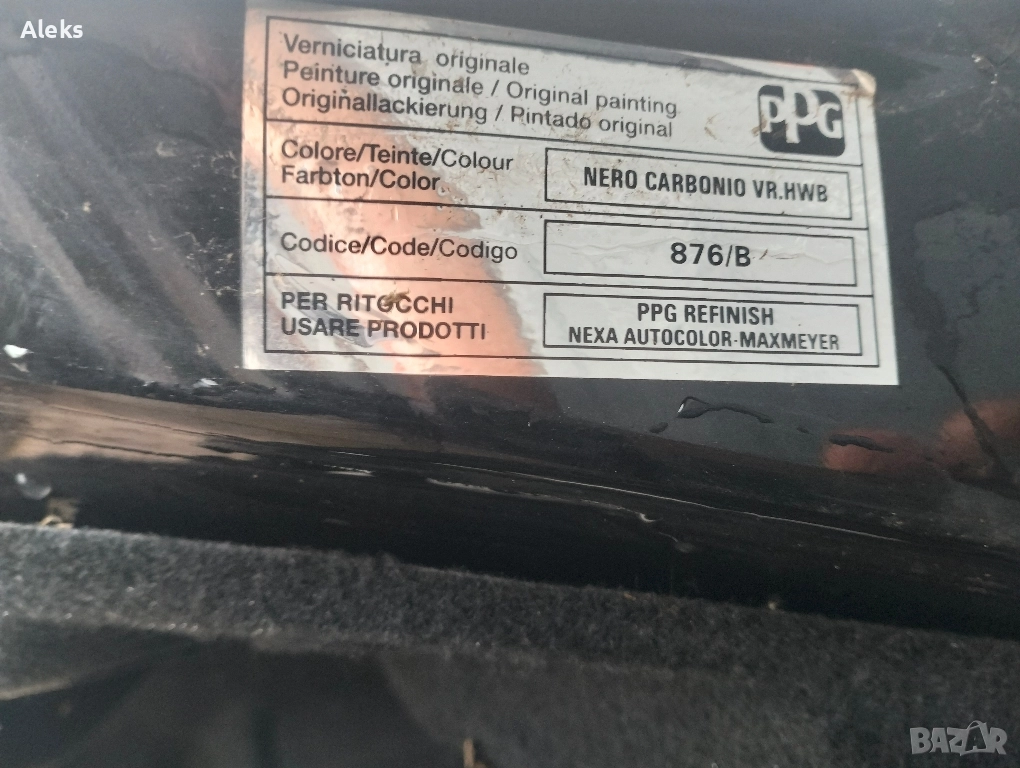 Aleks
Verniciatura originale
Peinture originale / Original painting
Originallackierung / Pintado original
PPG
Colore/Teinte/Colour
Farbton/Color
NERO CARBONIO VR.HWB
Codice/Code/Codigo
876/B
PER RITOCCHI
USARE PRODOTTI
PPG REFINISH
NEXA AUTOCOLOR-MAXMEYER
BAZAR